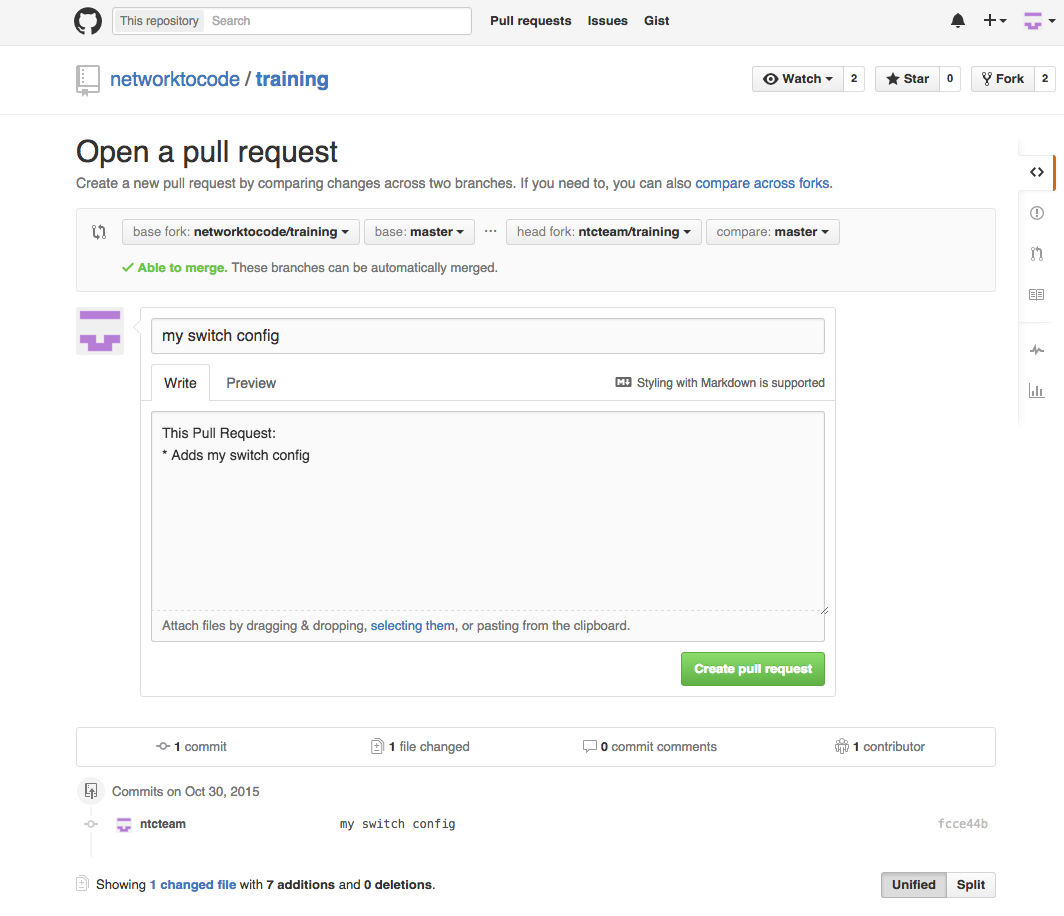 This repository Search Pull requests Issues Gist
networktocode / training Watch 2 Star 0 Fork 2
Open a pull request
Create a new pull request by comparing changes across two branches. If you need to, you can also compare across forks.
base fork: networktocode/training base: master ... head fork: ntcteam/training compare: master
Able to merge. These branches can be automatically merged.
my switch config
Write Preview Styling with Markdown is supported
This Pull Request:
* Adds my switch config
Attach files by dragging & dropping, selecting them, or pasting from the clipboard.
Create pull request
1 commit 1 file changed 0 commit comments 1 contributor
Commits on Oct 30, 2015
ntcteam my switch config fcce44b
Showing 1 changed file with 7 additions and 0 deletions. Unified Split